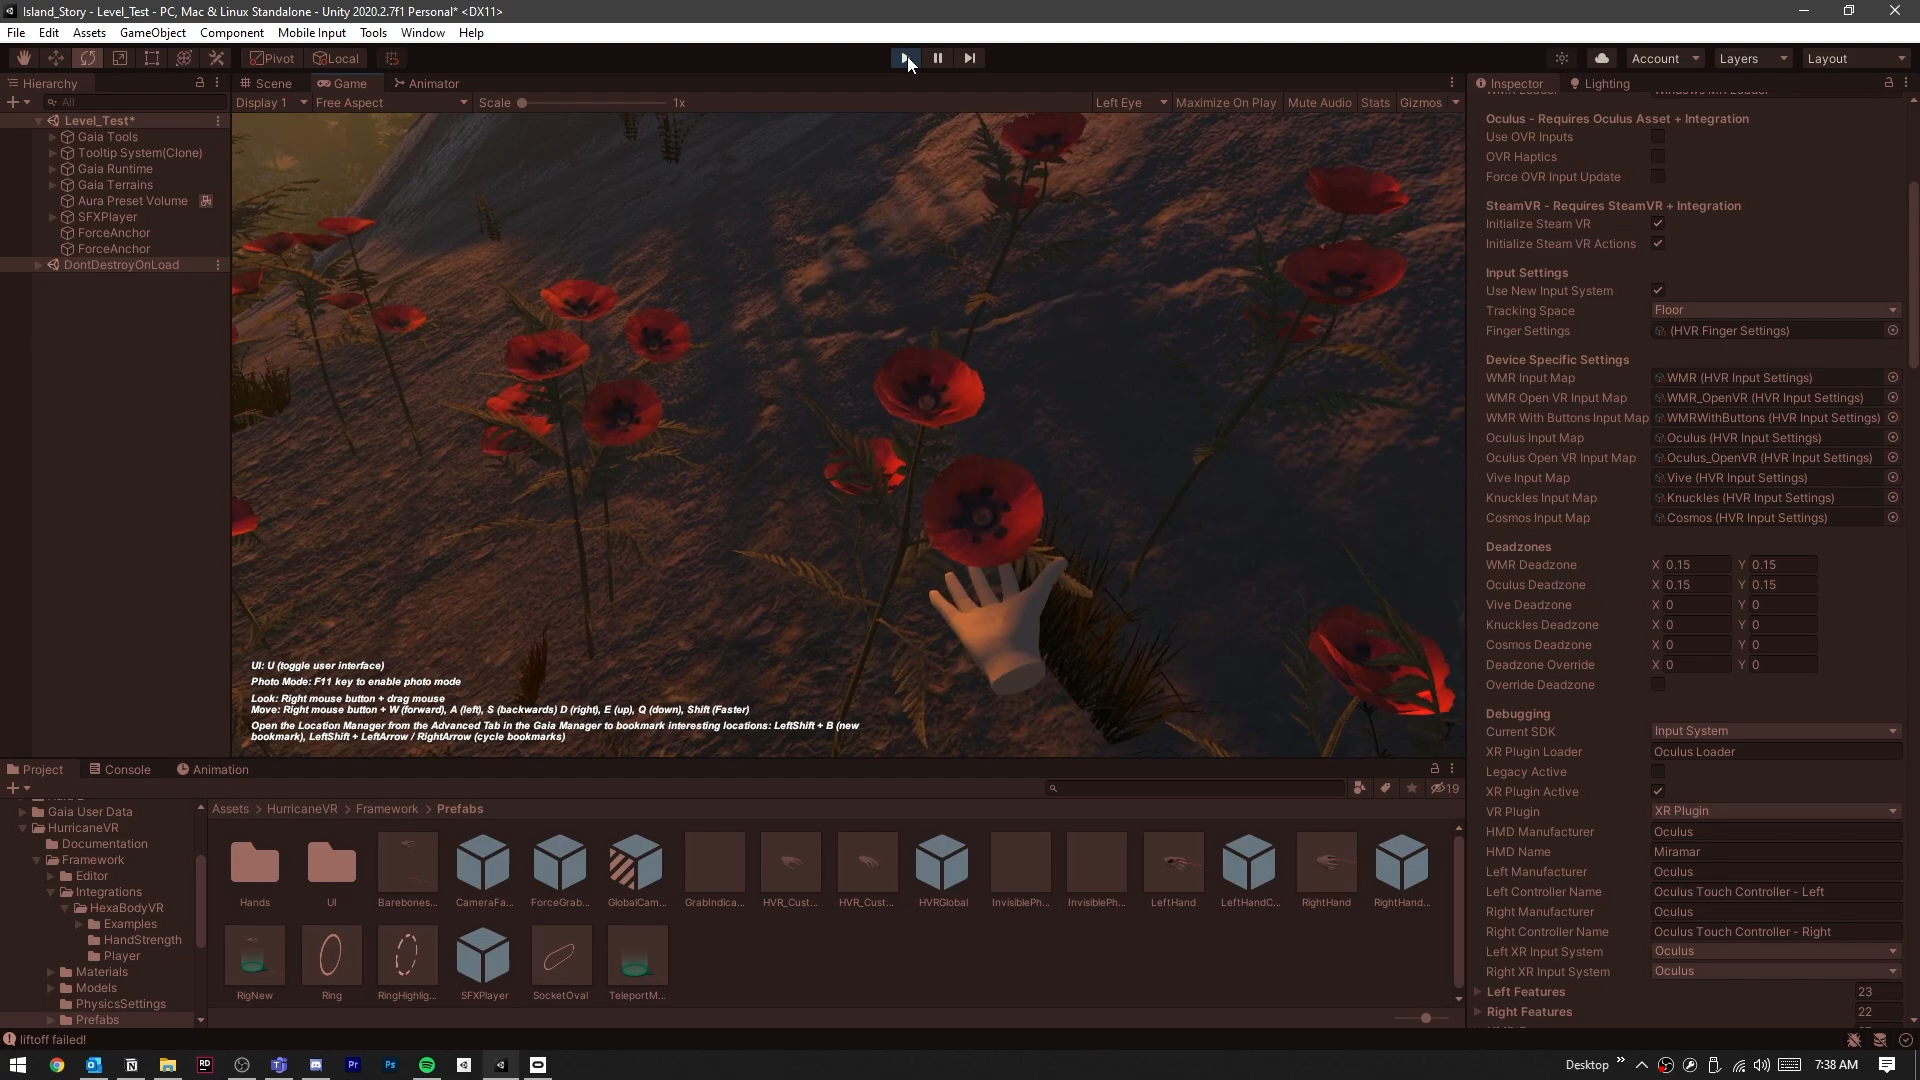 Island_Story - Level_Test - PC, Mac & Linux Standalone - Unity 2020.2.7f1 Personal* <DX11>
File Edit Assets GameObject Component Mobile Input Tools Window Help
Pivot Local Account Layers Layout
Hierarchy Scene Game Animator Inspector Lighting
All Display 1 Free Aspect Scale 1x Left Eye Maximize On Play Mute Audio Stats Gizmos
Level_Test*
Gaia Tools
Tooltip System(Clone)
Gaia Runtime
Gaia Terrains
Aura Preset Volume
SFXPlayer
ForceAnchor
ForceAnchor
DontDestroyOnLoad
UI: U (toggle user interface)
Photo Mode: F11 key to enable photo mode
Look: Right mouse button + drag mouse
Move: Right mouse button + W (forward), A (left), S (backwards) D (right), E (up), Q (down), Shift (Faster)
Open the Location Manager from the Advanced Tab in the Gaia Manager to bookmark interesting locations: LeftShift + B (new
bookmark), LeftShift + LeftArrow / RightArrow (cycle bookmarks)
Oculus - Requires Oculus Asset + Integration
Use OVR Inputs
OVR Haptics
Force OVR Input Update
SteamVR - Requires SteamVR + Integration
Initialize Steam VR
Initialize Steam VR Actions
Input Settings
Use New Input System
Tracking Space Floor
Finger Settings (HVR Finger Settings)
Device Specific Settings
WMR Input Map WMR (HVR Input Settings)
WMR Open VR Input Map WMR_OpenVR (HVR Input Settings)
WMR With Buttons Input Map WMRWithButtons (HVR Input Settings)
Oculus Input Map Oculus (HVR Input Settings)
Oculus Open VR Input Map Oculus_OpenVR (HVR Input Settings)
Vive Input Map Vive (HVR Input Settings)
Knuckles Input Map Knuckles (HVR Input Settings)
Cosmos Input Map Cosmos (HVR Input Settings)
Deadzones
WMR Deadzone X 0.15 Y 0.15
Oculus Deadzone X 0.15 Y 0.15
Vive Deadzone X 0 Y 0
Knuckles Deadzone X 0 Y 0
Cosmos Deadzone X 0 Y 0
Deadzone Override X 0 Y 0
Override Deadzone
Debugging
Current SDK Input System
XR Plugin Loader Oculus Loader
Legacy Active
XR Plugin Active
VR Plugin XR Plugin
HMD Manufacturer Oculus
HMD Name Miramar
Left Manufacturer Oculus
Left Controller Name Oculus Touch Controller - Left
Right Manufacturer Oculus
Right Controller Name Oculus Touch Controller - Right
Left XR Input System Oculus
Right XR Input System Oculus
Left Features 23
Right Features 22
Project Console Animation
19
Gaia User Data
HurricaneVR
Documentation
Framework
Editor
Integrations
HexaBodyVR
Examples
HandStrength
Player
Materials
Models
PhysicsSettings
Prefabs
Assets > HurricaneVR > Framework > Prefabs
Hands UI Barebones... CameraFa... ForceGrab... GlobalCam... GrabIndica... HVR_Cust... HVR_Cust... HVRGlobal InvisiblePh... InvisiblePh... LeftHand LeftHandC... RightHand RightHand...
RigNew Ring RingHighlig... SFXPlayer SocketOval TeleportM...
liftoff failed!
RD Pr Ps Desktop 7:38 AM